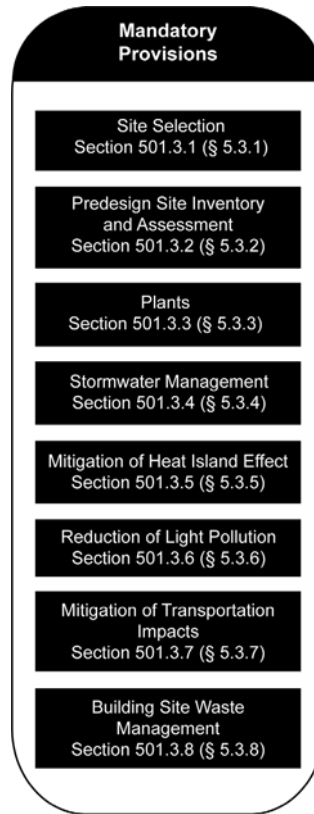 Mandatory
Provisions
Site Selection
Section 501.3.1 (§ 5.3.1)
Predesign Site Inventory
and Assessment
Section 501.3.2 (§ 5.3.2)
Plants
Section 501.3.3 (§ 5.3.3)
Stormwater Management
Section 501.3.4 (§ 5.3.4)
Mitigation of Heat Island Effect
Section 501.3.5 (§ 5.3.5)
Reduction of Light Pollution
Section 501.3.6 (§ 5.3.6)
Mitigation of Transportation
Impacts
Section 501.3.7 (§ 5.3.7)
Building Site Waste
Management
Section 501.3.8 (§ 5.3.8)